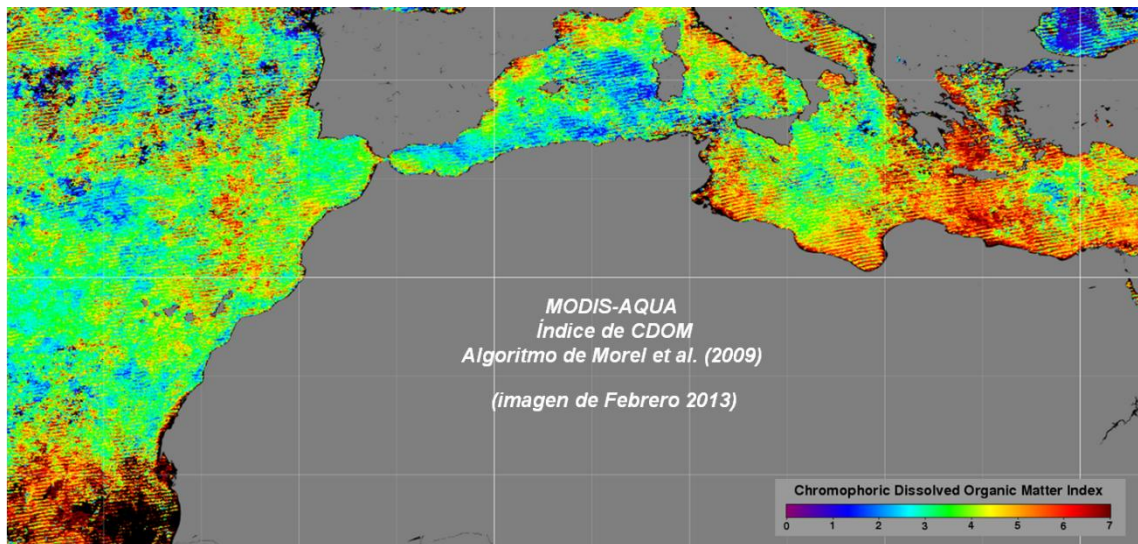 MODIS-AQUA
Índice de CDOM
Algoritmo de Morel et al. (2009)
(imagen de Febrero 2013)
Chromophoric Dissolved Organic Matter Index
0 1 2 3 4 5 6 7